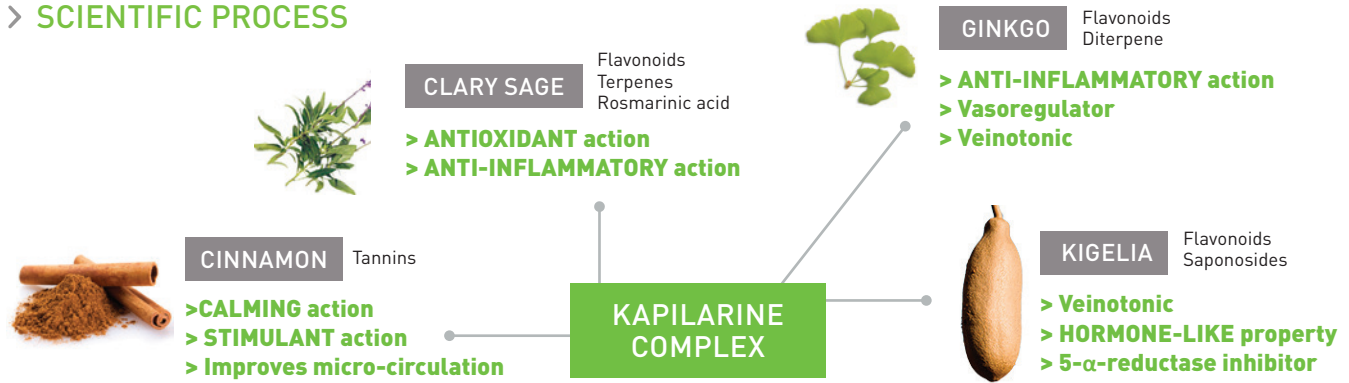 > SCIENTIFIC PROCESS
CLARY SAGE
Flavonoids
Terpenes
Rosmarinic acid
> ANTIOXIDANT action
> ANTI-INFLAMMATORY action
GINKGO
Flavonoids
Diterpene
> ANTI-INFLAMMATORY action
> Vasoregulator
> Veinotonic
CINNAMON
Tannins
>CALMING action
> STIMULANT action
> Improves micro-circulation
KAPILARINE
COMPLEX
KIGELIA
Flavonoids
Saponosides
> Veinotonic
> HORMONE-LIKE property
> 5-α-reductase inhibitor